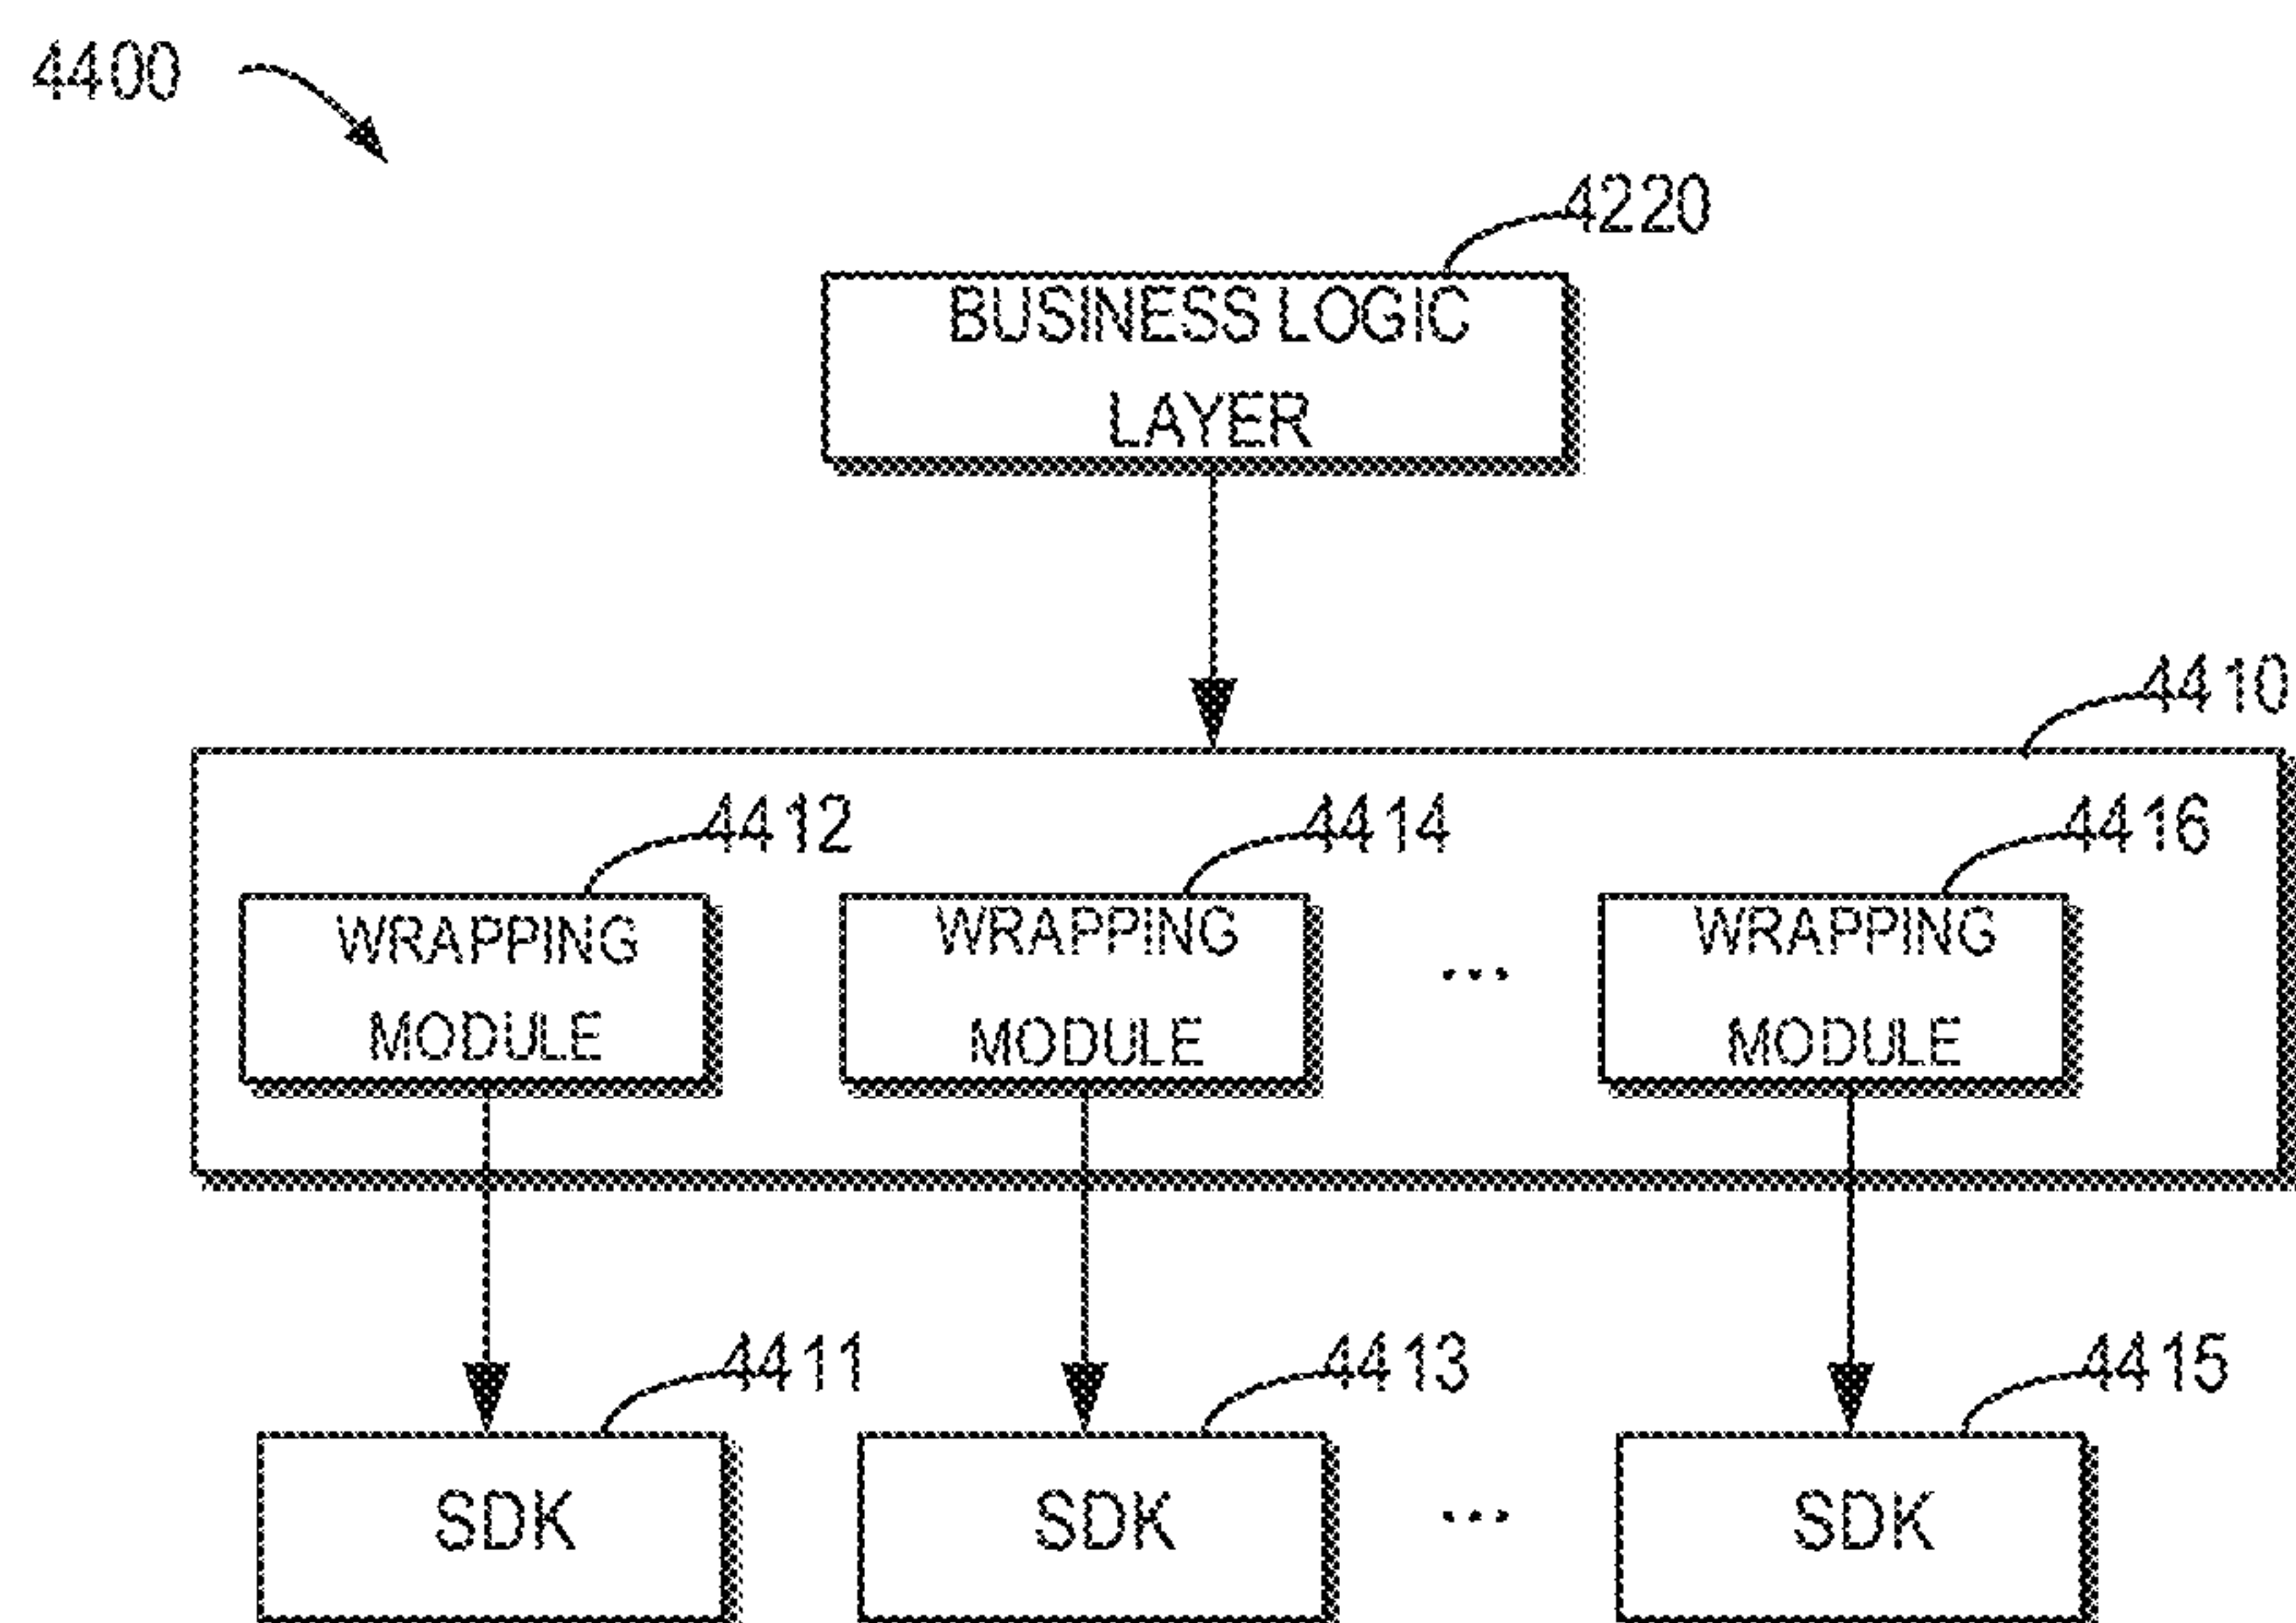 4400
4220
BUSINESS LOGIC
LAYER
4410
4412
4414
4416
WRAPPING
MODULE
WRAPPING
MODULE
...
WRAPPING
MODULE
4411
4413
4415
SDK
SDK
...
SDK